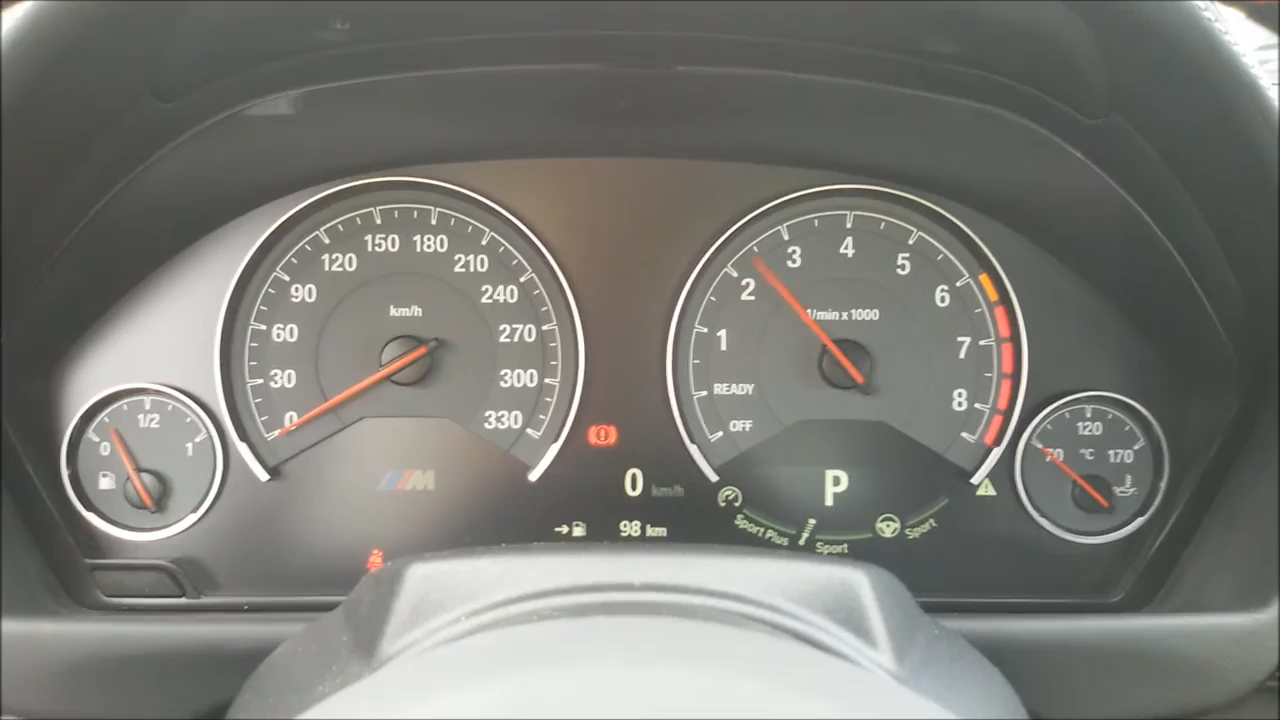 150 180
120 210
90 240
km/h
60 270
30 300
0 330
1/2
0 1
3 4 5
2 6
1/min x 1000
1 7
READY 8
OFF
120
70 °C 170
M
0 km/h
P
98 km
Sport Plus
Sport
Sport